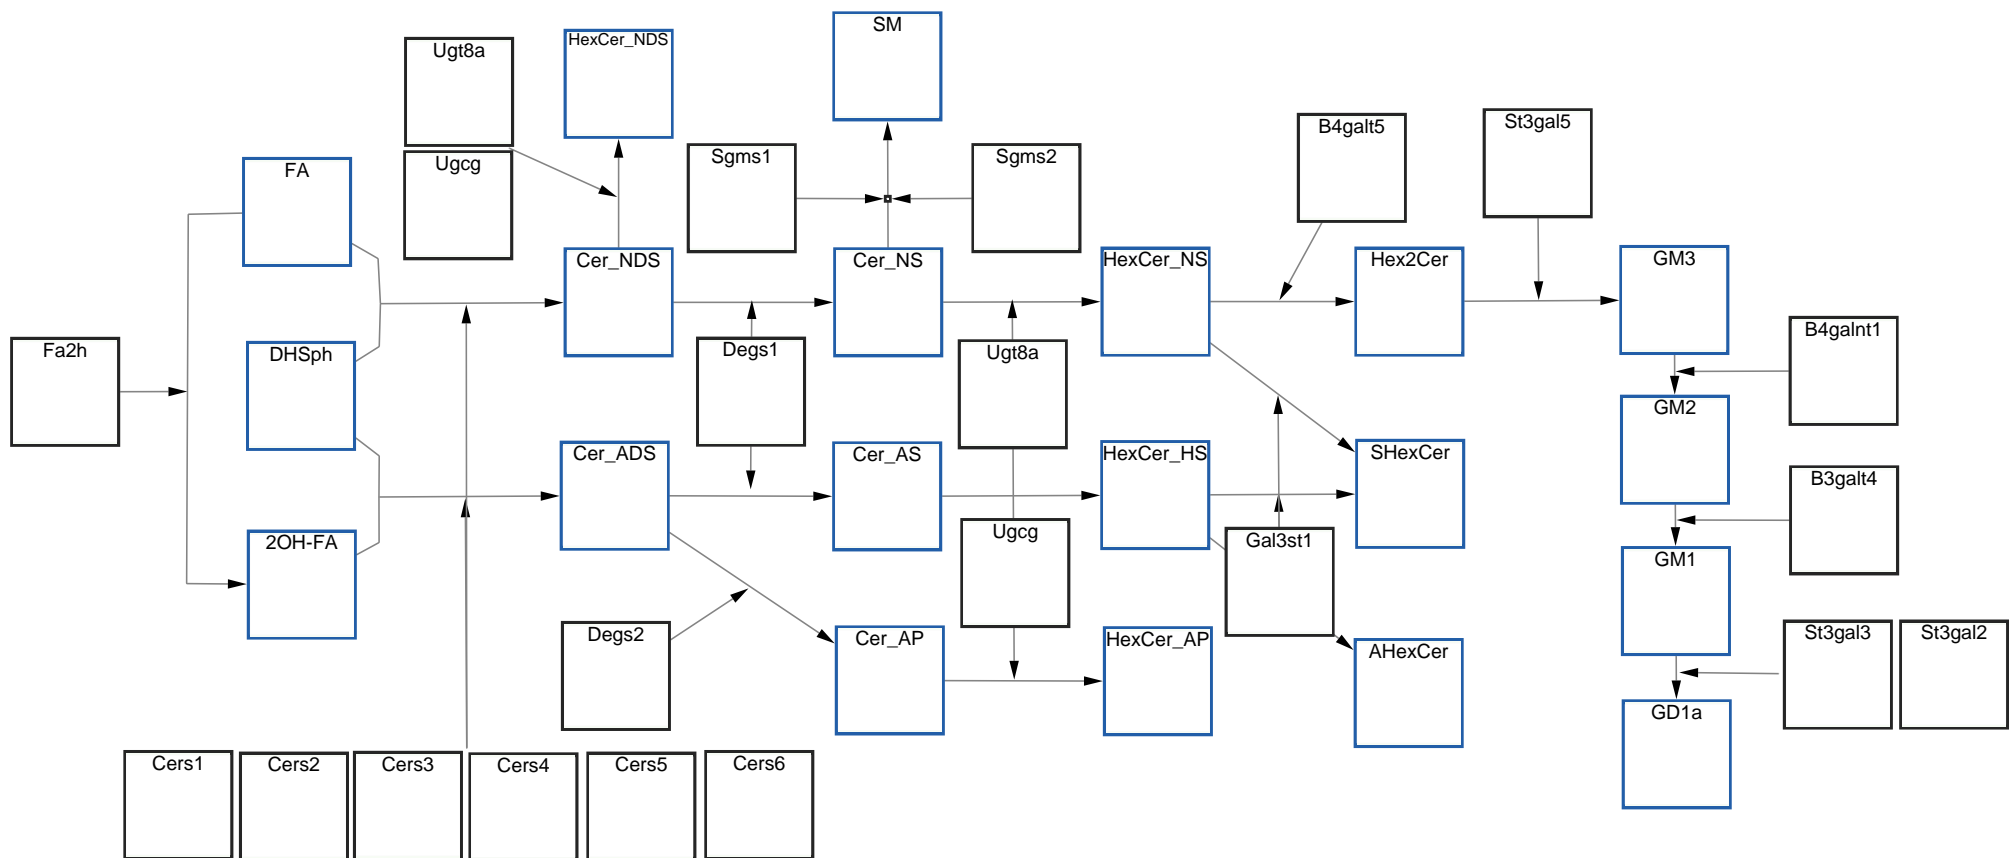 SM
HexCer_NDS
Ugt8a
B4galt5
St3gal5
Sgms1
Sgms2
Ugcg
FA
Cer_NDS
Cer_NS
HexCer_NS
Hex2Cer
GM3
B4galnt1
Fa2h
DHSph
Degs1
Ugt8a
GM2
Cer_ADS
Cer_AS
HexCer_HS
SHexCer
B3galt4
2OH-FA
Ugcg
Gal3st1
GM1
Degs2
Cer_AP
HexCer_AP
AHexCer
St3gal3
St3gal2
GD1a
Cers1
Cers2
Cers3
Cers4
Cers5
Cers6